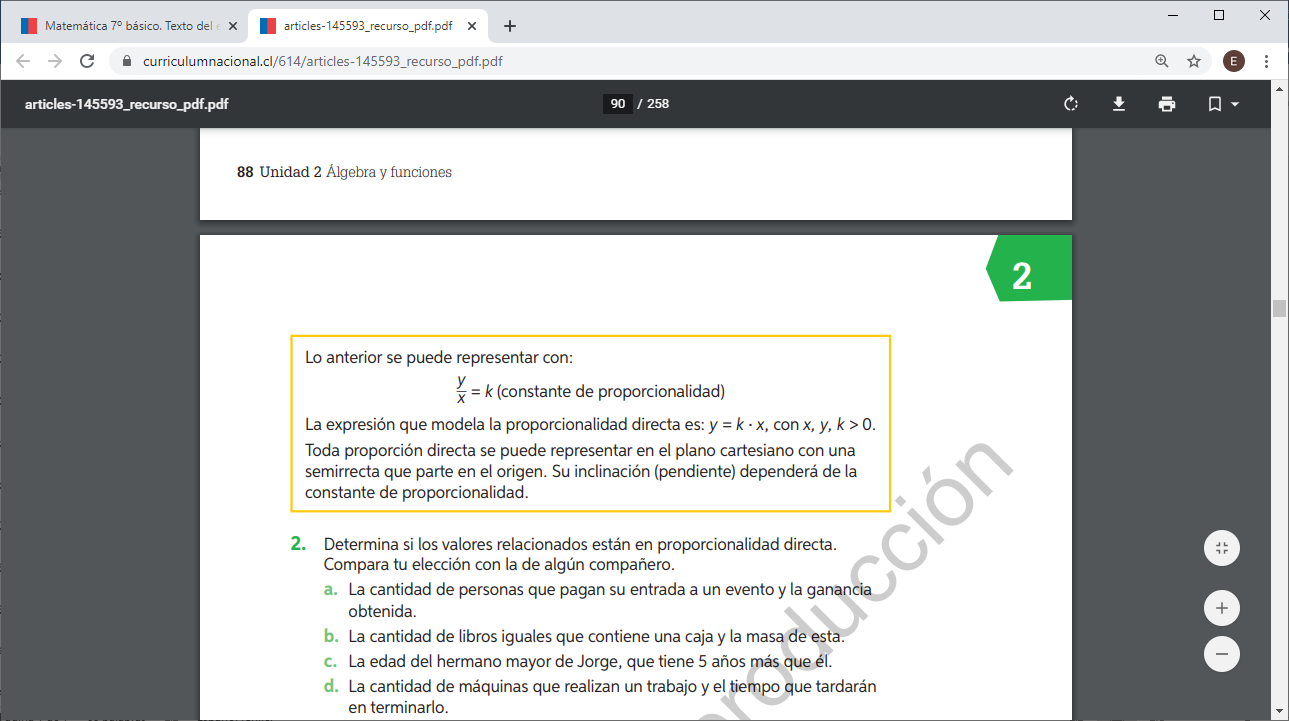 Matemática 7º básico. Texto del e
articles-145593_recurso_pdf.pdf
curriculumnacional.cl/614/articles-145593_recurso_pdf.pdf
E
articles-145593_recurso_pdf.pdf
90 / 258
88 Unidad 2 Álgebra y funciones
2
Lo anterior se puede representar con:
y/x = k (constante de proporcionalidad)
La expresión que modela la proporcionalidad directa es: y = k · x, con x, y, k > 0.
Toda proporción directa se puede representar en el plano cartesiano con una
semirrecta que parte en el origen. Su inclinación (pendiente) dependerá de la
constante de proporcionalidad.
2. Determina si los valores relacionados están en proporcionalidad directa.
Compara tu elección con la de algún compañero.
a. La cantidad de personas que pagan su entrada a un evento y la ganancia
obtenida.
b. La cantidad de libros iguales que contiene una caja y la masa de esta.
c. La edad del hermano mayor de Jorge, que tiene 5 años más que él.
d. La cantidad de máquinas que realizan un trabajo y el tiempo que tardarán
en terminarlo.
roducción